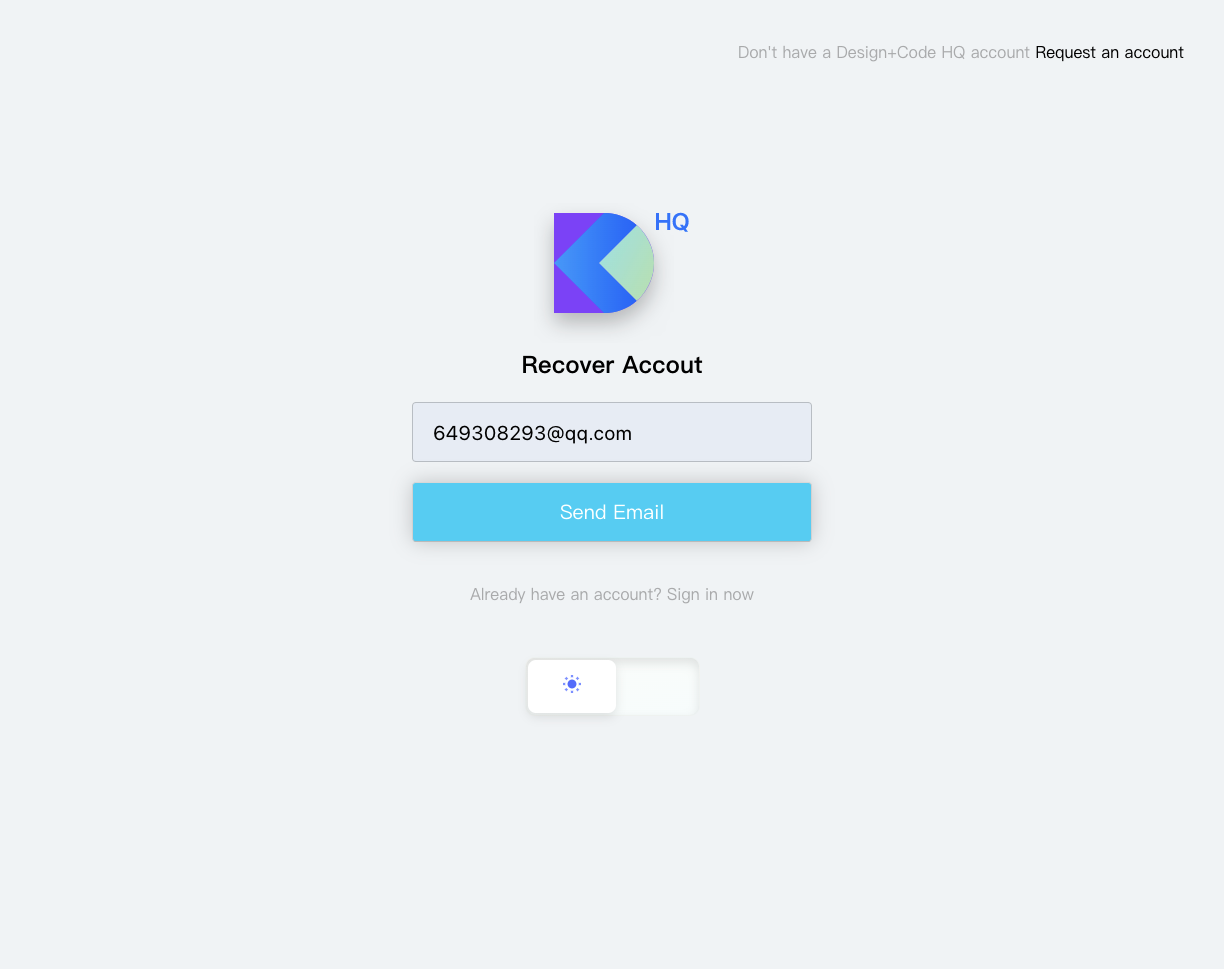 Don't have a Design+Code HQ account Request an account
HQ
Recover Accout
649308293@qq.com
Send Email
Already have an account? Sign in now